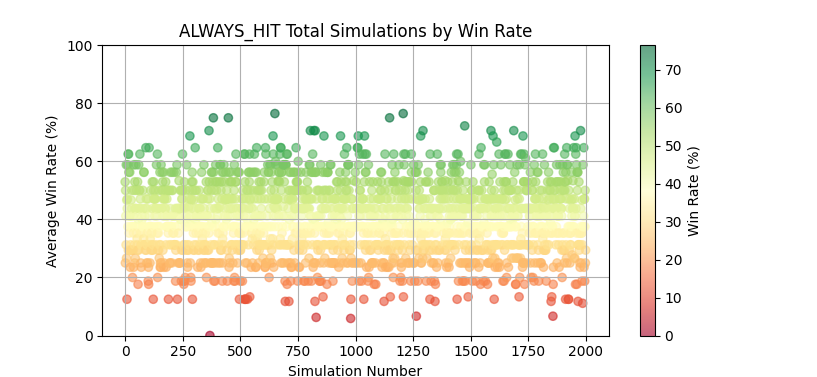 ALWAYS_HIT Total Simulations by Win Rate
100
80
60
40
20
0
Average Win Rate (%)
0 250 500 750 1000 1250 1500 1750 2000
Simulation Number
70
60
50
40
30
20
10
0
Win Rate (%)